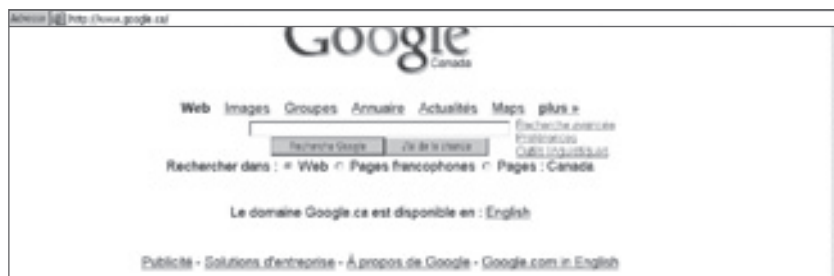 Adresse http://www.google.ca/
Google
Canada
Web Images Groupes Annuaire Actualités Maps plus »
Recherche avancée
Préférences
Outils linguistiques
Recherche Google J'ai de la chance
Rechercher dans : Web Pages francophones Pages : Canada
Le domaine Google.ca est disponible en : English
Publicité - Solutions d'entreprise - À propos de Google - Google.com in English